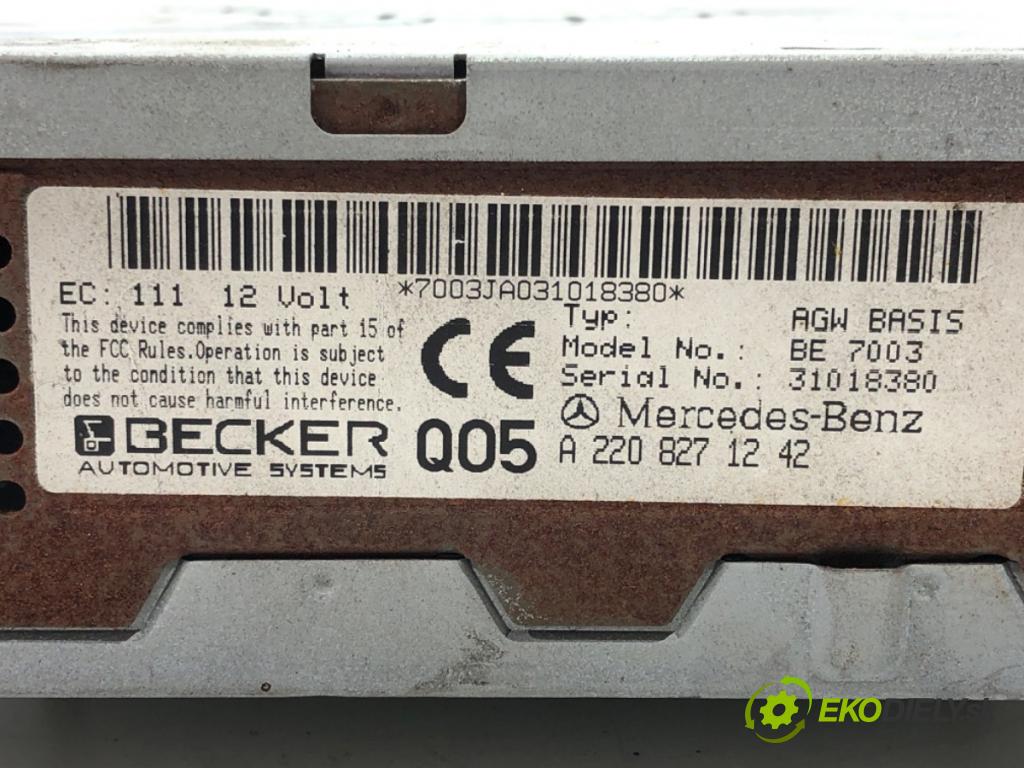 *7003JA031018380*
EC: 111 12 Volt
This device complies with part 15 of
the FCC Rules.Operation is subject
to the condition that this device
does not cause harmful interference.
BECKER
AUTOMOTIVE SYSTEMS
CE
Q05
Typ: AGW BASIS
Model No.: BE 7003
Serial No.: 31018380
Mercedes-Benz
A 220 827 12 42
EKODIELY.sk